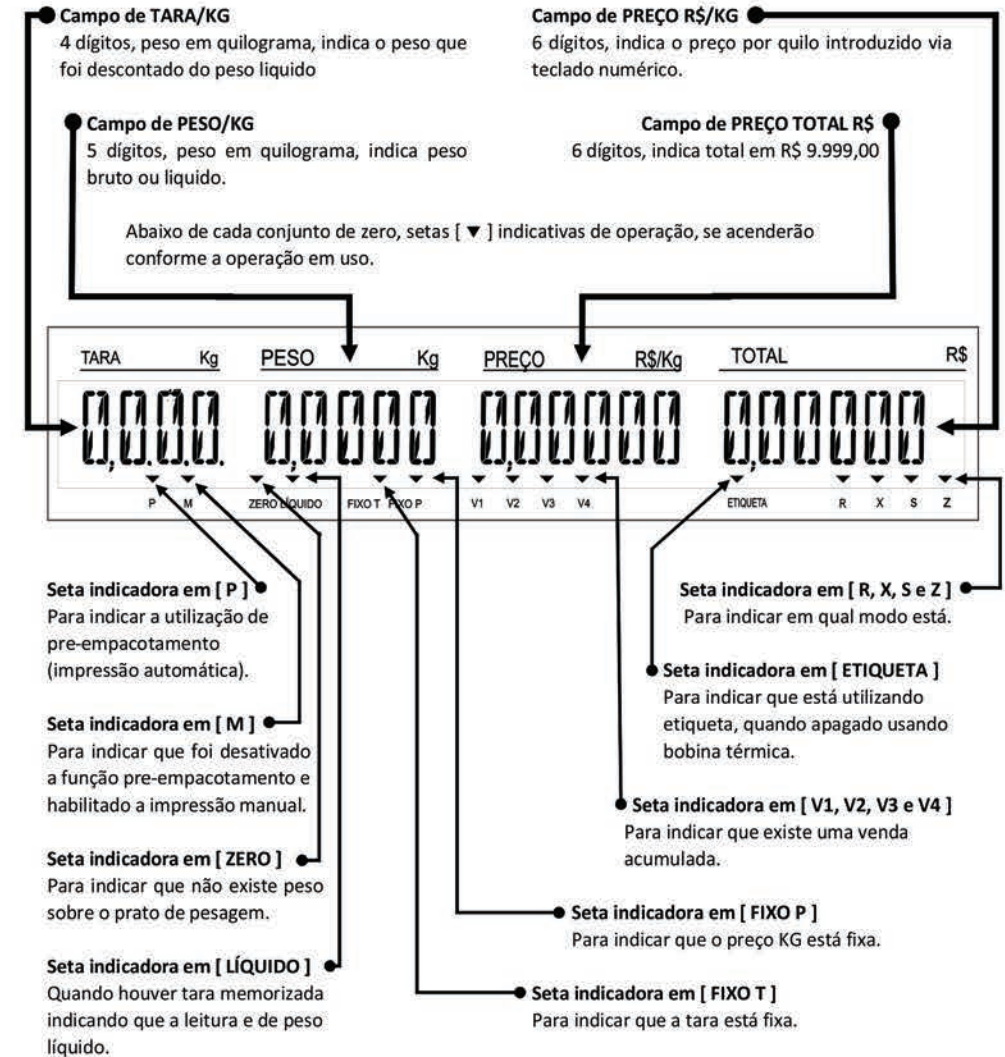 Campo de TARA/KG
4 dígitos, peso em quilograma, indica o peso que
foi descontado do peso liquido
Campo de PREÇO R$/KG
6 dígitos, indica o preço por quilo introduzido via
teclado numérico.
Campo de PESO/KG
5 dígitos, peso em quilograma, indica peso
bruto ou liquido.
Campo de PREÇO TOTAL R$
6 dígitos, indica total em R$ 9.999,00
Abaixo de cada conjunto de zero, setas [ ▼ ] indicativas de operação, se acenderão
conforme a operação em uso.
TARA Kg PESO Kg PREÇO R$/Kg TOTAL R$
0,0.0.0. 0,0000 0,00000 0,00000
P M ZERO LÍQUIDO FIXO T FIXO P V1 V2 V3 V4 ETIQUETA R X S Z
Seta indicadora em [ P ]
Para indicar a utilização de
pre-empacotamento
(impressão automática).
Seta indicadora em [ M ]
Para indicar que foi desativado
a função pre-empacotamento e
habilitado a impressão manual.
Seta indicadora em [ ZERO ]
Para indicar que não existe peso
sobre o prato de pesagem.
Seta indicadora em [ LÍQUIDO ]
Quando houver tara memorizada
indicando que a leitura e de peso
líquido.
Seta indicadora em [ R, X, S e Z ]
Para indicar em qual modo está.
Seta indicadora em [ ETIQUETA ]
Para indicar que está utilizando
etiqueta, quando apagado usando
bobina térmica.
Seta indicadora em [ V1, V2, V3 e V4 ]
Para indicar que existe uma venda
acumulada.
Seta indicadora em [ FIXO P ]
Para indicar que o preço KG está fixa.
Seta indicadora em [ FIXO T ]
Para indicar que a tara está fixa.